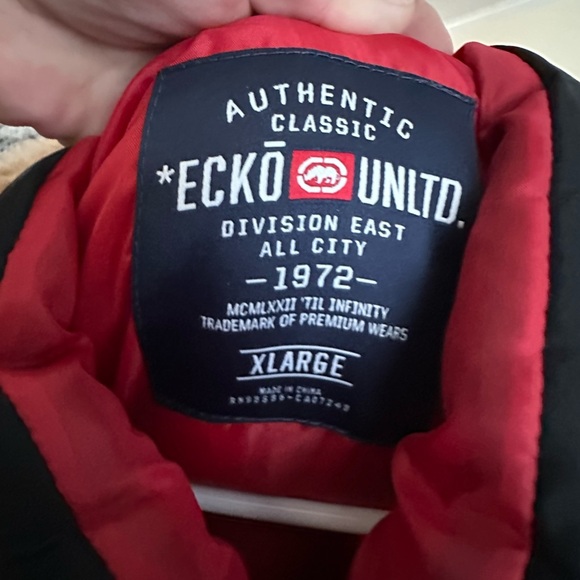 AUTHENTIC
CLASSIC
*ECKŌ UNLTD.
DIVISION EAST
ALL CITY
—1972—
MCMLXXII 'TIL INFINITY
TRADEMARK OF PREMIUM WEARS
XLARGE
MADE IN CHINA